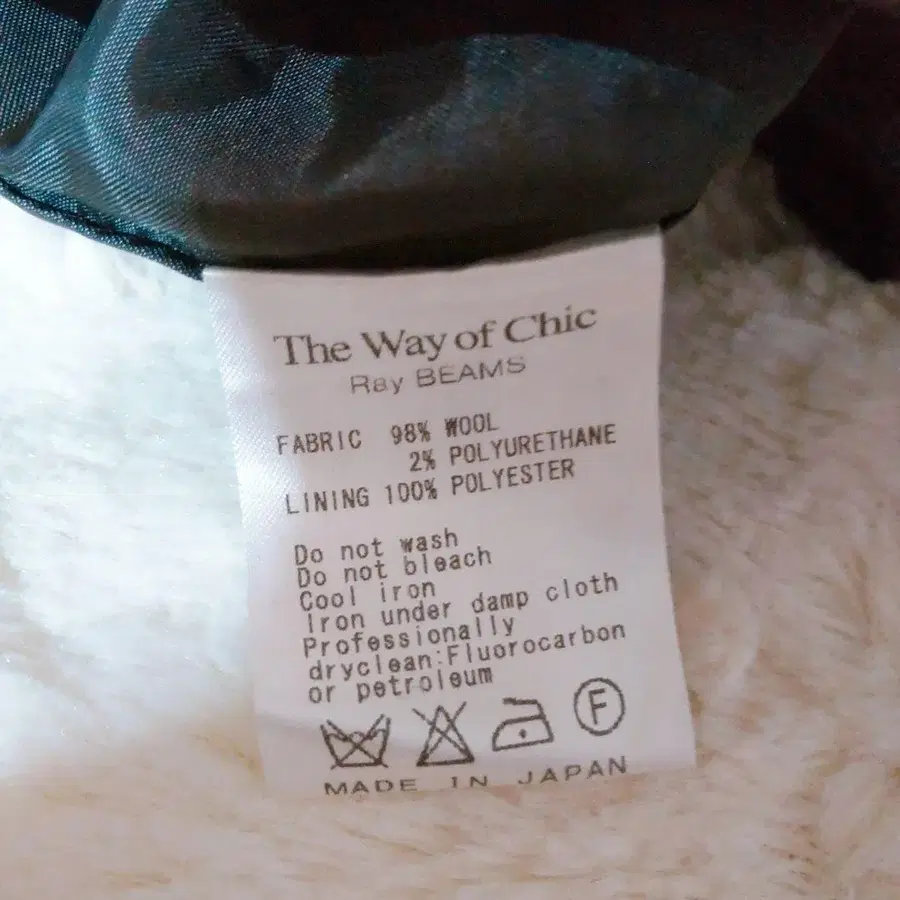 The Way of Chic
Ray BEAMS
FABRIC 98% WOOL
2% POLYURETHANE
LINING 100% POLYESTER
Do not wash
Do not bleach
Cool iron
Iron under damp cloth
Professionally
dryclean:Fluorocarbon
or petroleum
F
MADE IN JAPAN